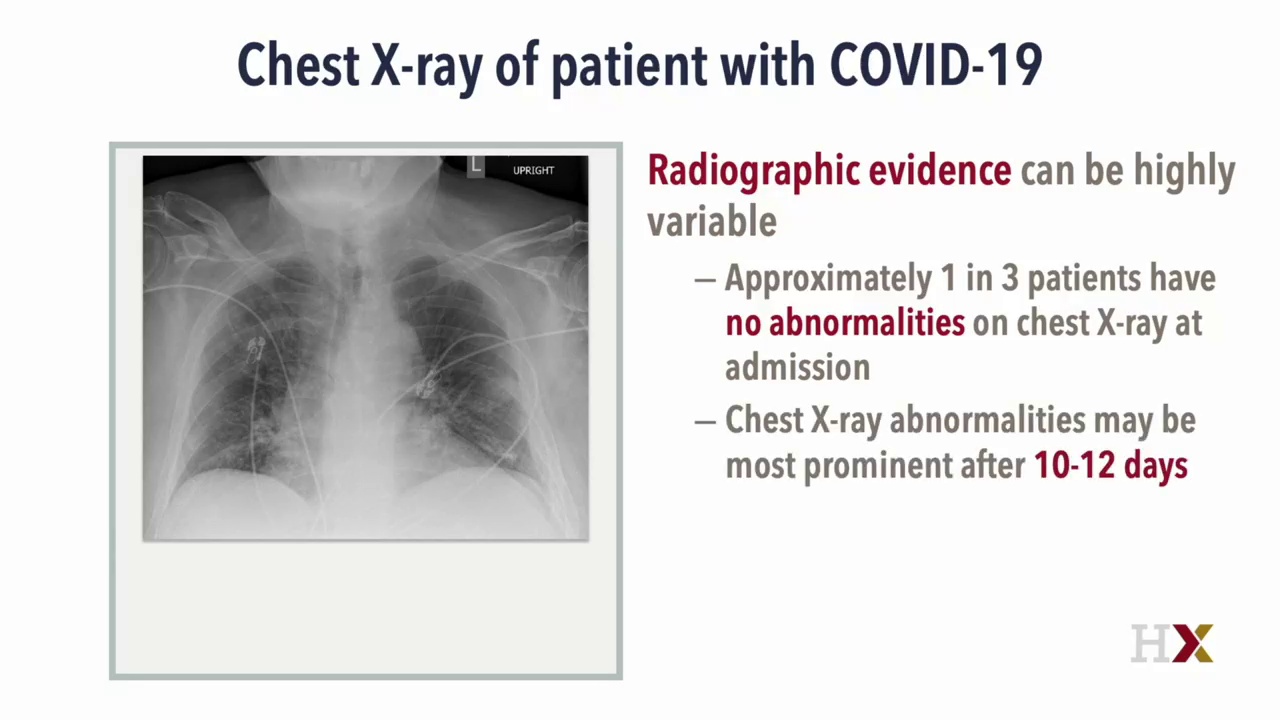 Chest X-ray of patient with COVID-19
L
UPRIGHT
Radiographic evidence can be highly
variable
– Approximately 1 in 3 patients have
no abnormalities on chest X-ray at
admission
– Chest X-ray abnormalities may be
most prominent after 10-12 days
HX